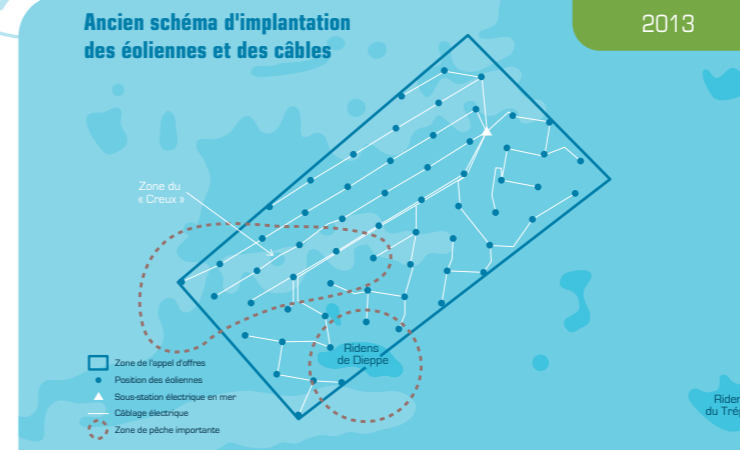 Ancien schéma d'implantation
des éoliennes et des câbles
2013
Zone du
« Creux »
Ridens
de Dieppe
Zone de l'appel d'offres
Position des éoliennes
Sous-station électrique en mer
Câblage électrique
Zone de pêche importante